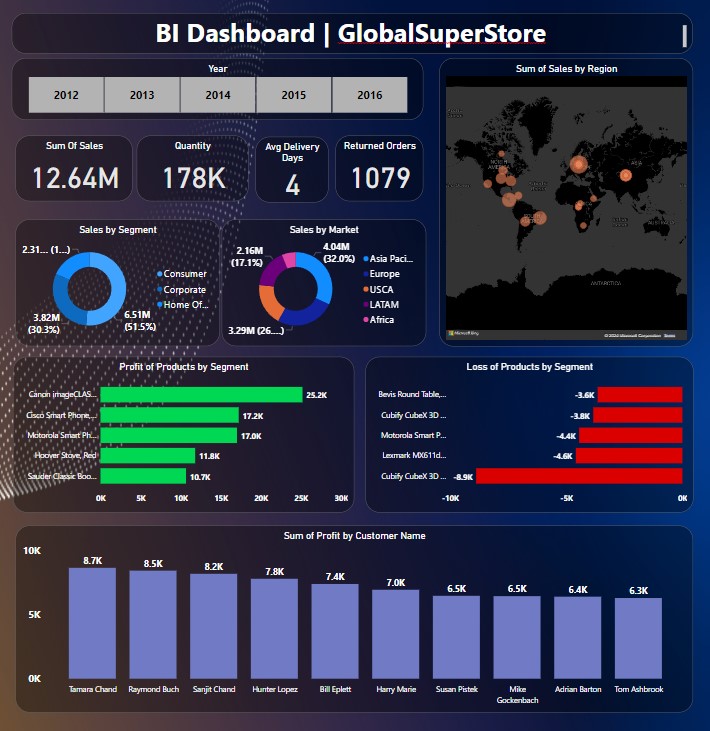 BI Dashboard | GlobalSuperStore
Year
2012 2013 2014 2015 2016
Sum of Sales by Region
Sum Of Sales
12.64M
Quantity
178K
Avg Delivery
Days
4
Returned Orders
1079
Sales by Segment
2.31... (1...)
3.82M
(30.3%)
6.51M
(51.5%)
Consumer
Corporate
Home Of...
Sales by Market
2.16M
(17.1%)
4.04M
(32.0%)
3.29M (26....)
Asia Paci...
Europe
USCA
LATAM
Africa
NORTH
AMERICA
ASIA
ANTARCTICA
Microsoft Bing
© 2024 Microsoft Corporation Terms
Profit of Products by Segment
Canon imageCLAS... 25.2K
Cisco Smart Phone,... 17.2K
Motorola Smart Ph... 17.0K
Hoover Stove, Red 11.8K
Sauder Classic Boo... 10.7K
0K 5K 10K 15K 20K 25K 30K
Loss of Products by Segment
Bevis Round Table,... -3.6K
Cubify CubeX 3D ... -3.8K
Motorola Smart P... -4.4K
Lexmark MX611d... -4.6K
Cubify CubeX 3D ... -8.9K
-10K -5K 0K
Sum of Profit by Customer Name
10K
5K
0K
8.7K 8.5K 8.2K 7.8K 7.4K 7.0K 6.5K 6.5K 6.4K 6.3K
Tamara Chand Raymond Buch Sanjit Chand Hunter Lopez Bill Eplett Harry Marie Susan Pistek Mike Adrian Barton Tom Ashbrook
Gockenbach